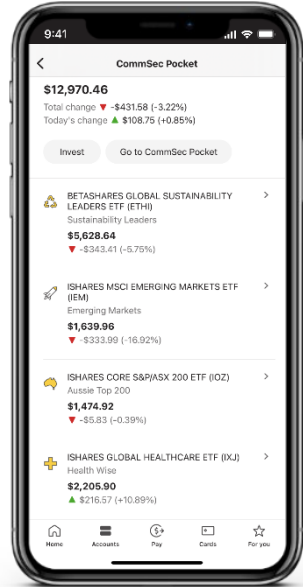 9:41
CommSec Pocket
$12,970.46
Total change ▼ -$431.58 (-3.22%)
Today's change ▲ $108.75 (+0.85%)
Invest
Go to CommSec Pocket
BETASHARES GLOBAL SUSTAINABILITY
LEADERS ETF (ETHI)
Sustainability Leaders
$5,628.64
▼ -$343.41 (-5.75%)
ISHARES MSCI EMERGING MARKETS ETF
(IEM)
Emerging Markets
$1,639.96
▼ -$333.99 (-16.92%)
ISHARES CORE S&P/ASX 200 ETF (IOZ)
Aussie Top 200
$1,474.92
▼ -$5.83 (-0.39%)
ISHARES GLOBAL HEALTHCARE ETF (IXJ)
Health Wise
$2,205.90
▲ $216.57 (+10.89%)
Home Accounts Pay Cards For you